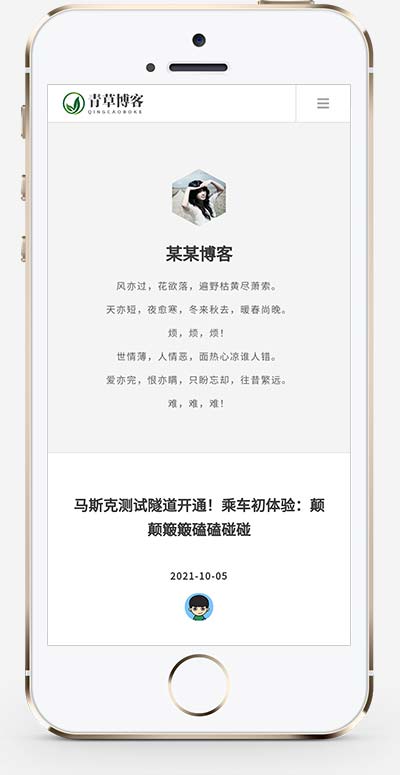 青草博客
QINGCAOBOKE
某某博客
风亦过，花欲落，遍野枯黄尽萧索。
天亦短，夜愈寒，冬来秋去，暖春尚晚。
烦，烦，烦！
世情薄，人情恶，面热心凉谁人错。
爱亦完，恨亦瞒，只盼忘却，往昔繁远。
难，难，难！
马斯克测试隧道开通！乘车初体验：颠
颠簸簸磕磕碰碰
2021-10-05